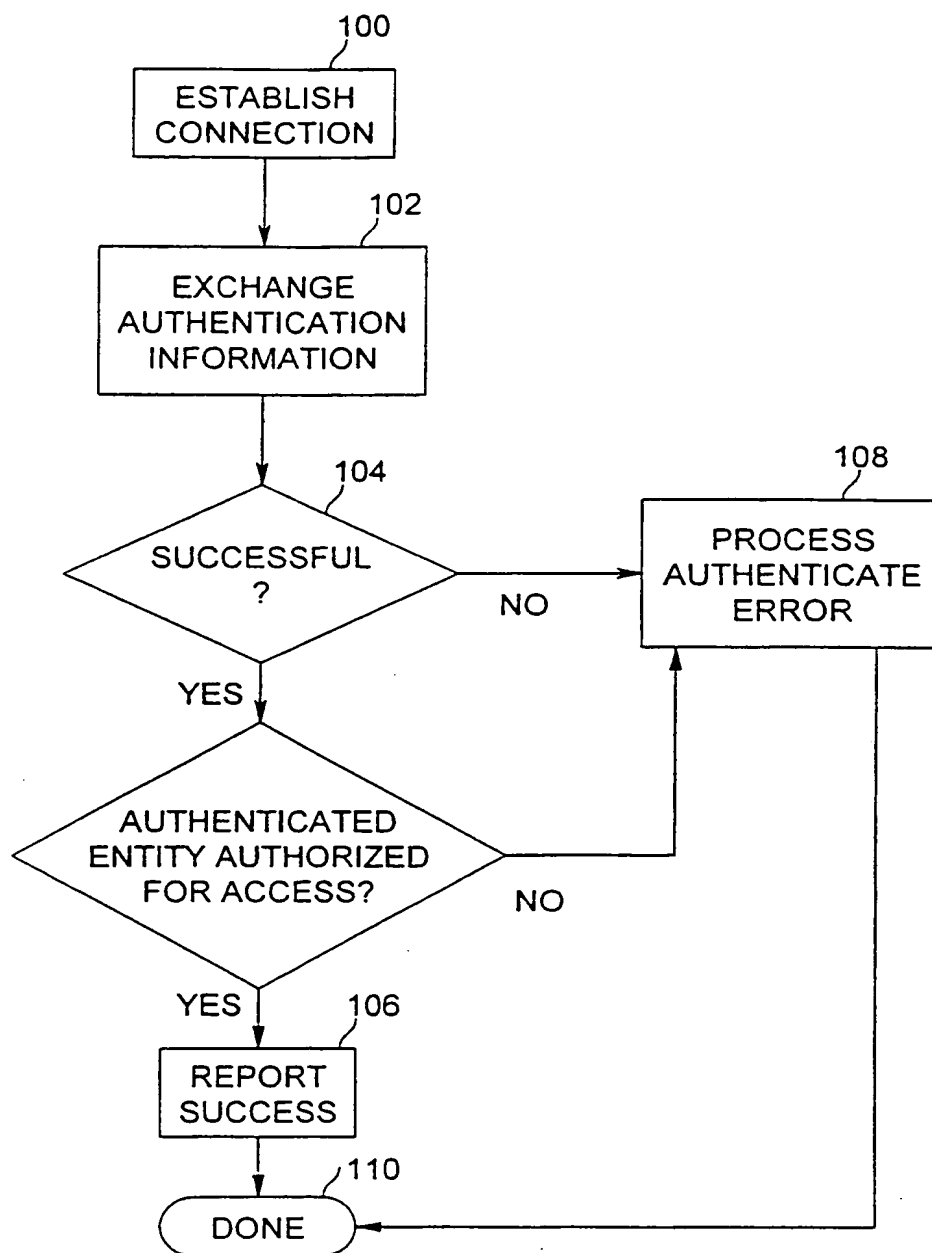 100
ESTABLISH
CONNECTION
102
EXCHANGE
AUTHENTICATION
INFORMATION
104
SUCCESSFUL
?
NO
108
PROCESS
AUTHENTICATE
ERROR
YES
AUTHENTICATED
ENTITY AUTHORIZED
FOR ACCESS?
NO
YES
106
REPORT
SUCCESS
110
DONE